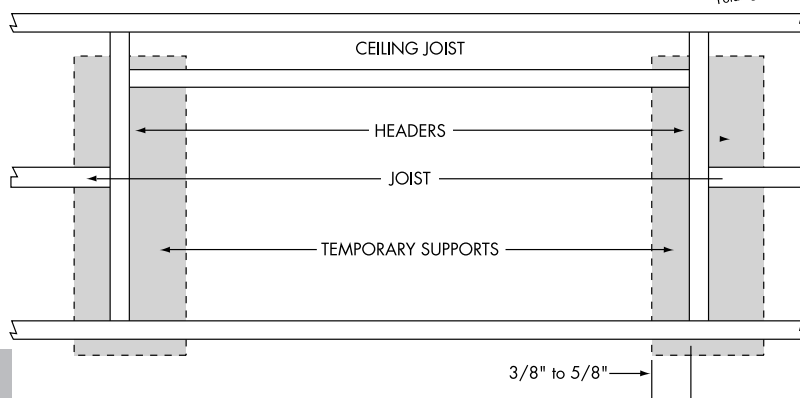 CEILING JOIST
HEADERS
JOIST
TEMPORARY SUPPORTS
3/8" to 5/8"